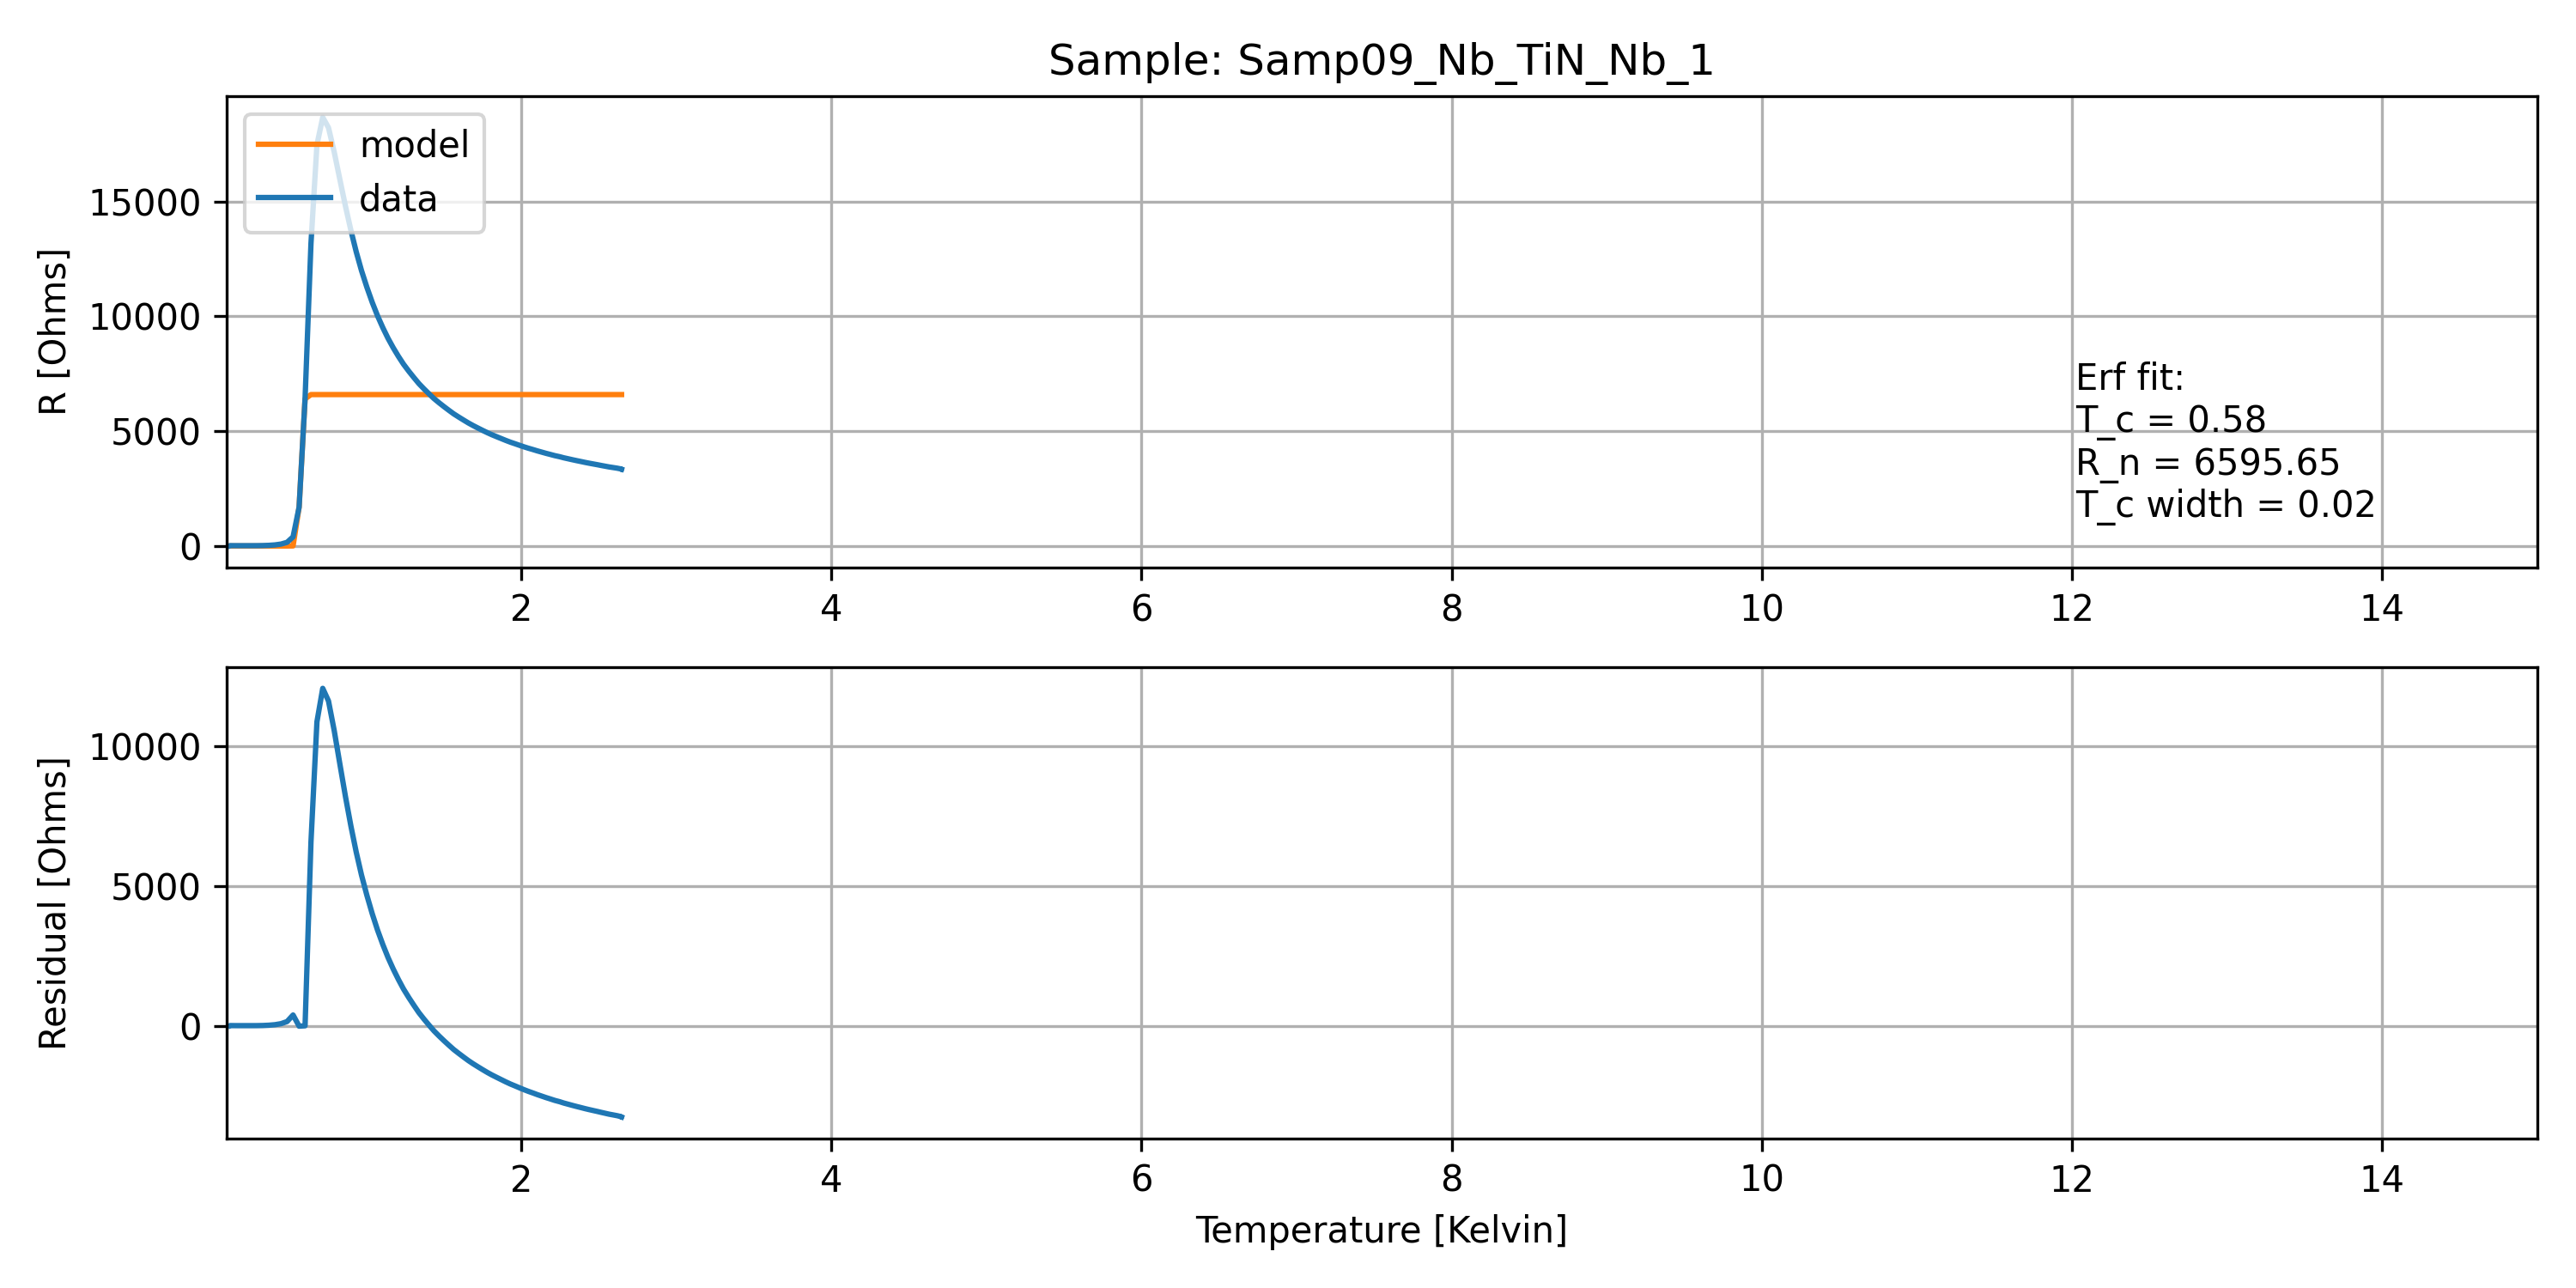 Sample: Samp09_Nb_TiN_Nb_1
model
data
R [Ohms]
15000
10000
5000
0
Erf fit:
T_c = 0.58
R_n = 6595.65
T_c width = 0.02
2 4 6 8 10 12 14
Residual [Ohms]
10000
5000
0
2 4 6 8 10 12 14
Temperature [Kelvin]